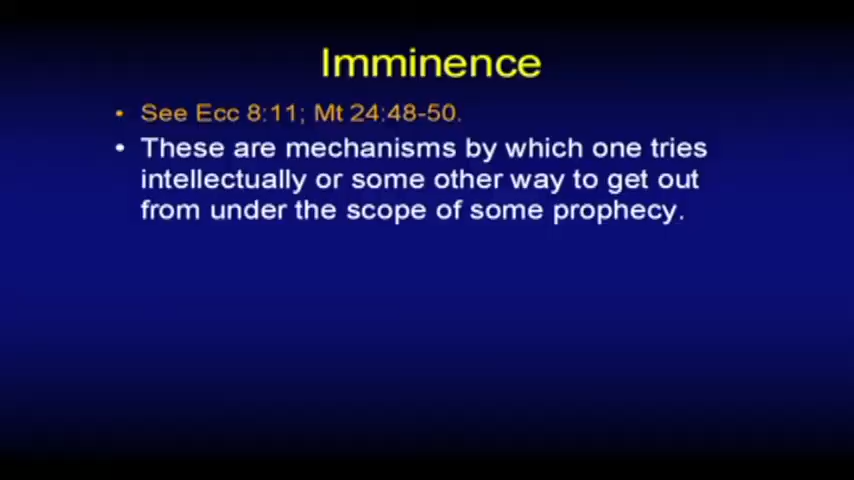 Imminence
• See Ecc 8:11; Mt 24:48-50.
• These are mechanisms by which one tries
intellectually or some other way to get out
from under the scope of some prophecy.